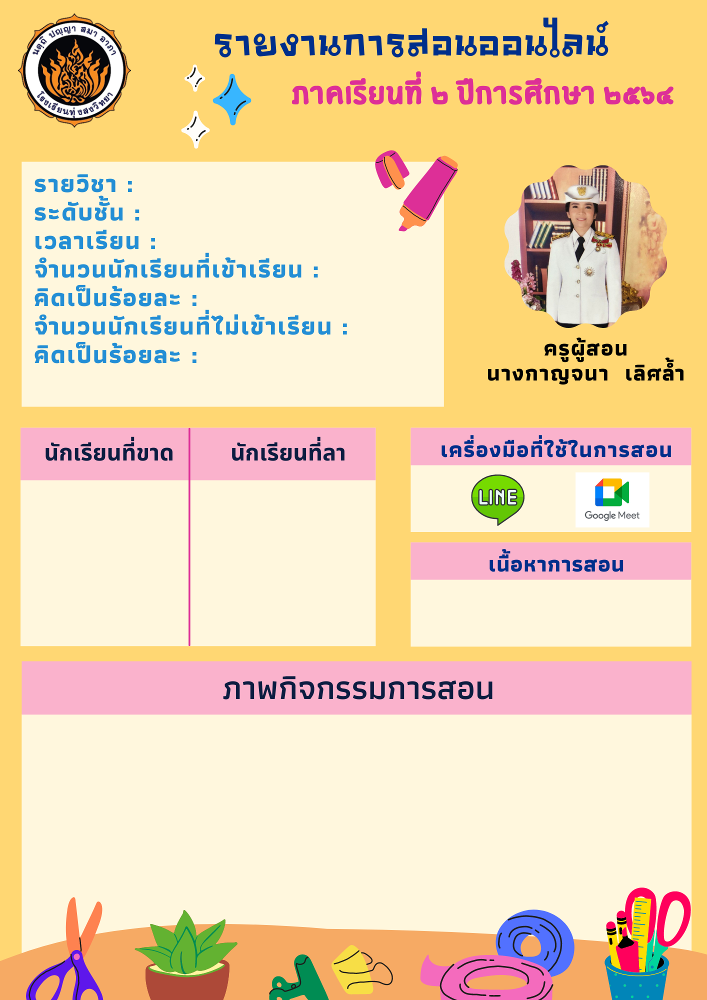 นตฺถิ ปญฺญา สมา อาภา
โรงเรียนทุ่งสงวิทยา
รายงานการสอนออนไลน์
ภาคเรียนที่ ๒ ปีการศึกษา ๒๕๖๔
รายวิชา :
ระดับชั้น :
เวลาเรียน :
จำนวนนักเรียนที่เข้าเรียน :
คิดเป็นร้อยละ :
จำนวนนักเรียนที่ไม่เข้าเรียน :
คิดเป็นร้อยละ :
ครูผู้สอน
นางกาญจนา เลิศล้ำ
นักเรียนที่ขาด
นักเรียนที่ลา
เครื่องมือที่ใช้ในการสอน
LINE
Google Meet
เนื้อหาการสอน
ภาพกิจกรรมการสอน